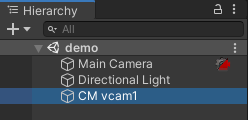 Hierarchy
All
demo
Main Camera
Directional Light
CM vcam1